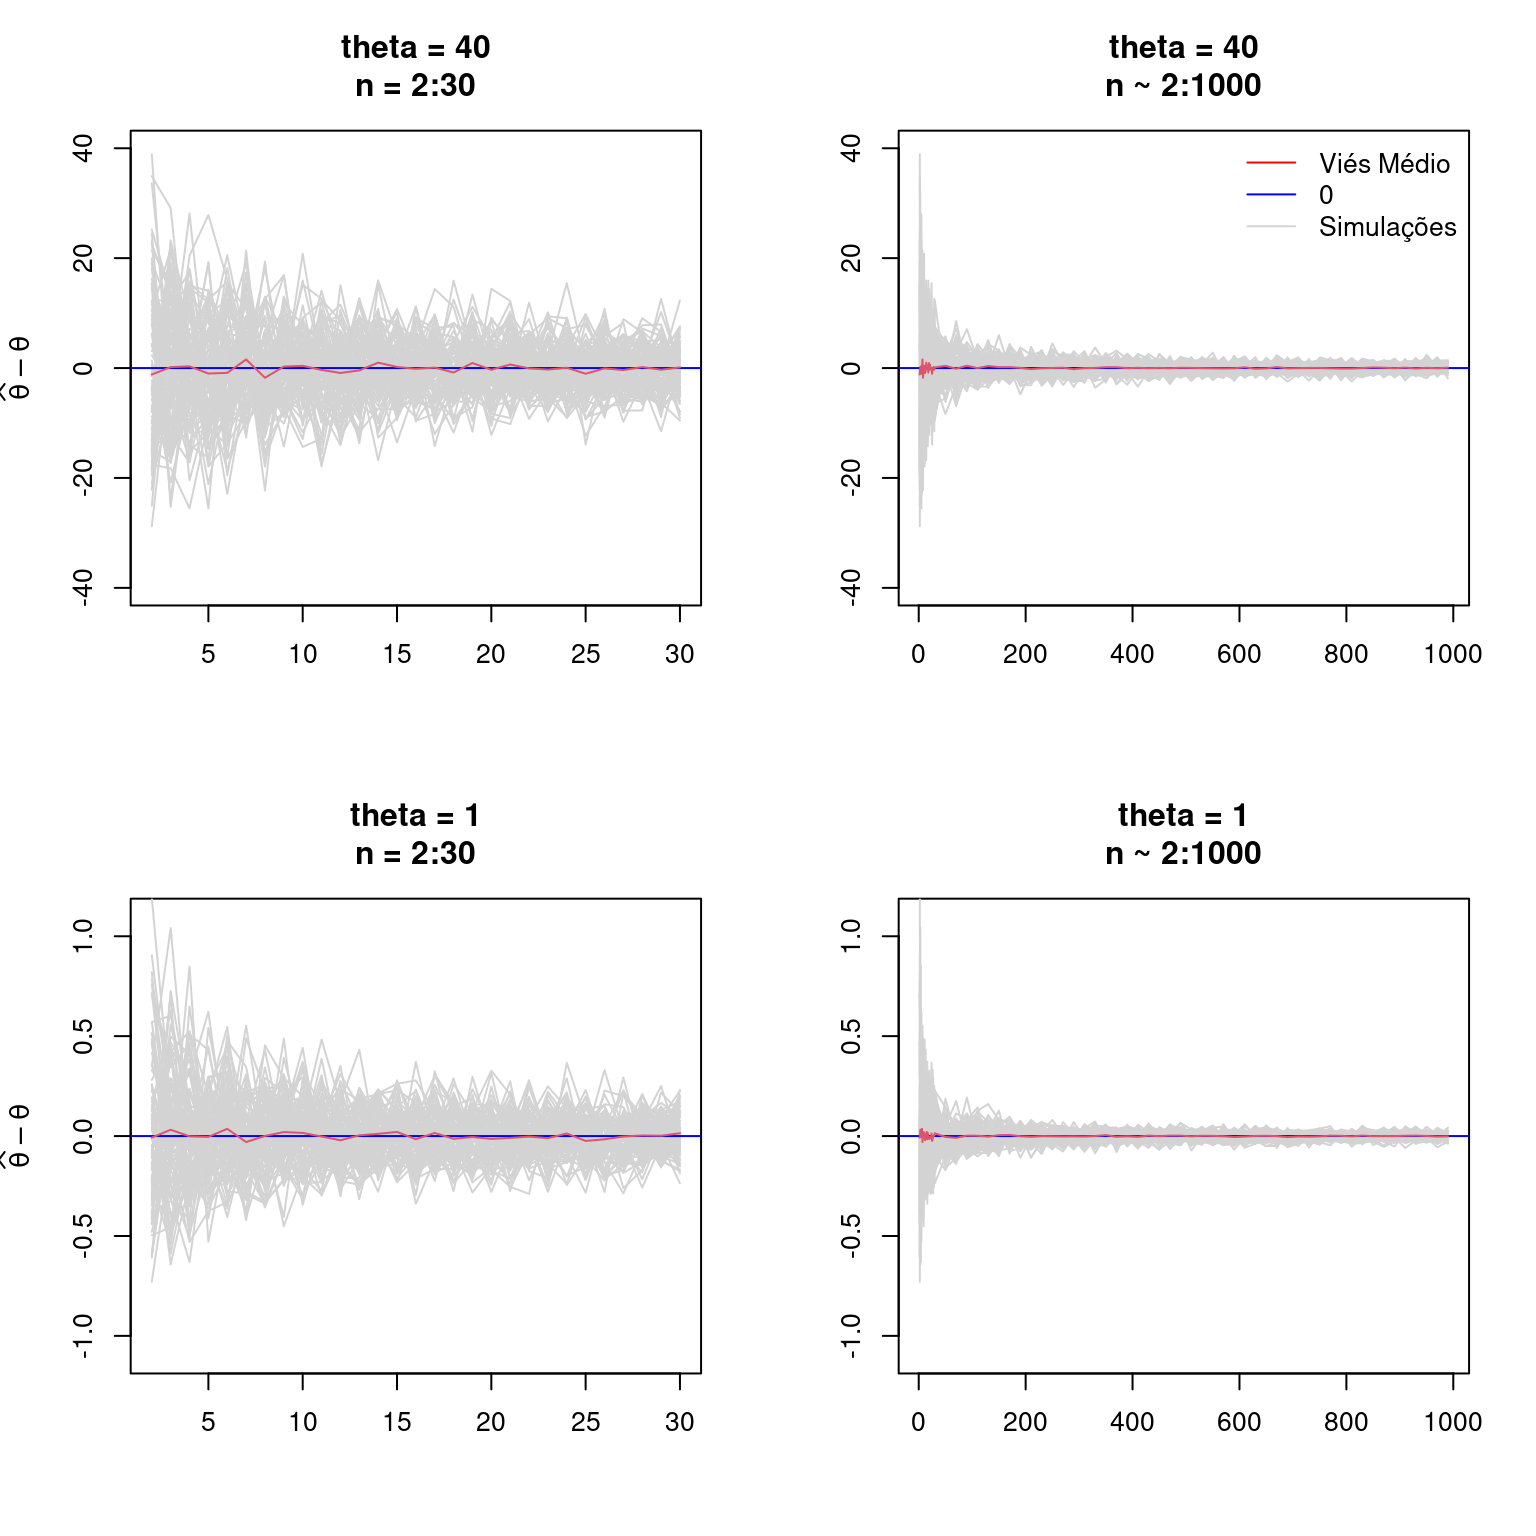 theta = 40
n = 2:30
40
20
0
-20
-40
θ̂ − θ
5 10 15 20 25 30
theta = 40
n ~ 2:1000
40
20
0
-20
-40
Viés Médio
0
Simulações
0 200 400 600 800 1000
theta = 1
n = 2:30
1.0
0.5
0.0
-0.5
-1.0
θ̂ − θ
5 10 15 20 25 30
theta = 1
n ~ 2:1000
1.0
0.5
0.0
-0.5
-1.0
0 200 400 600 800 1000